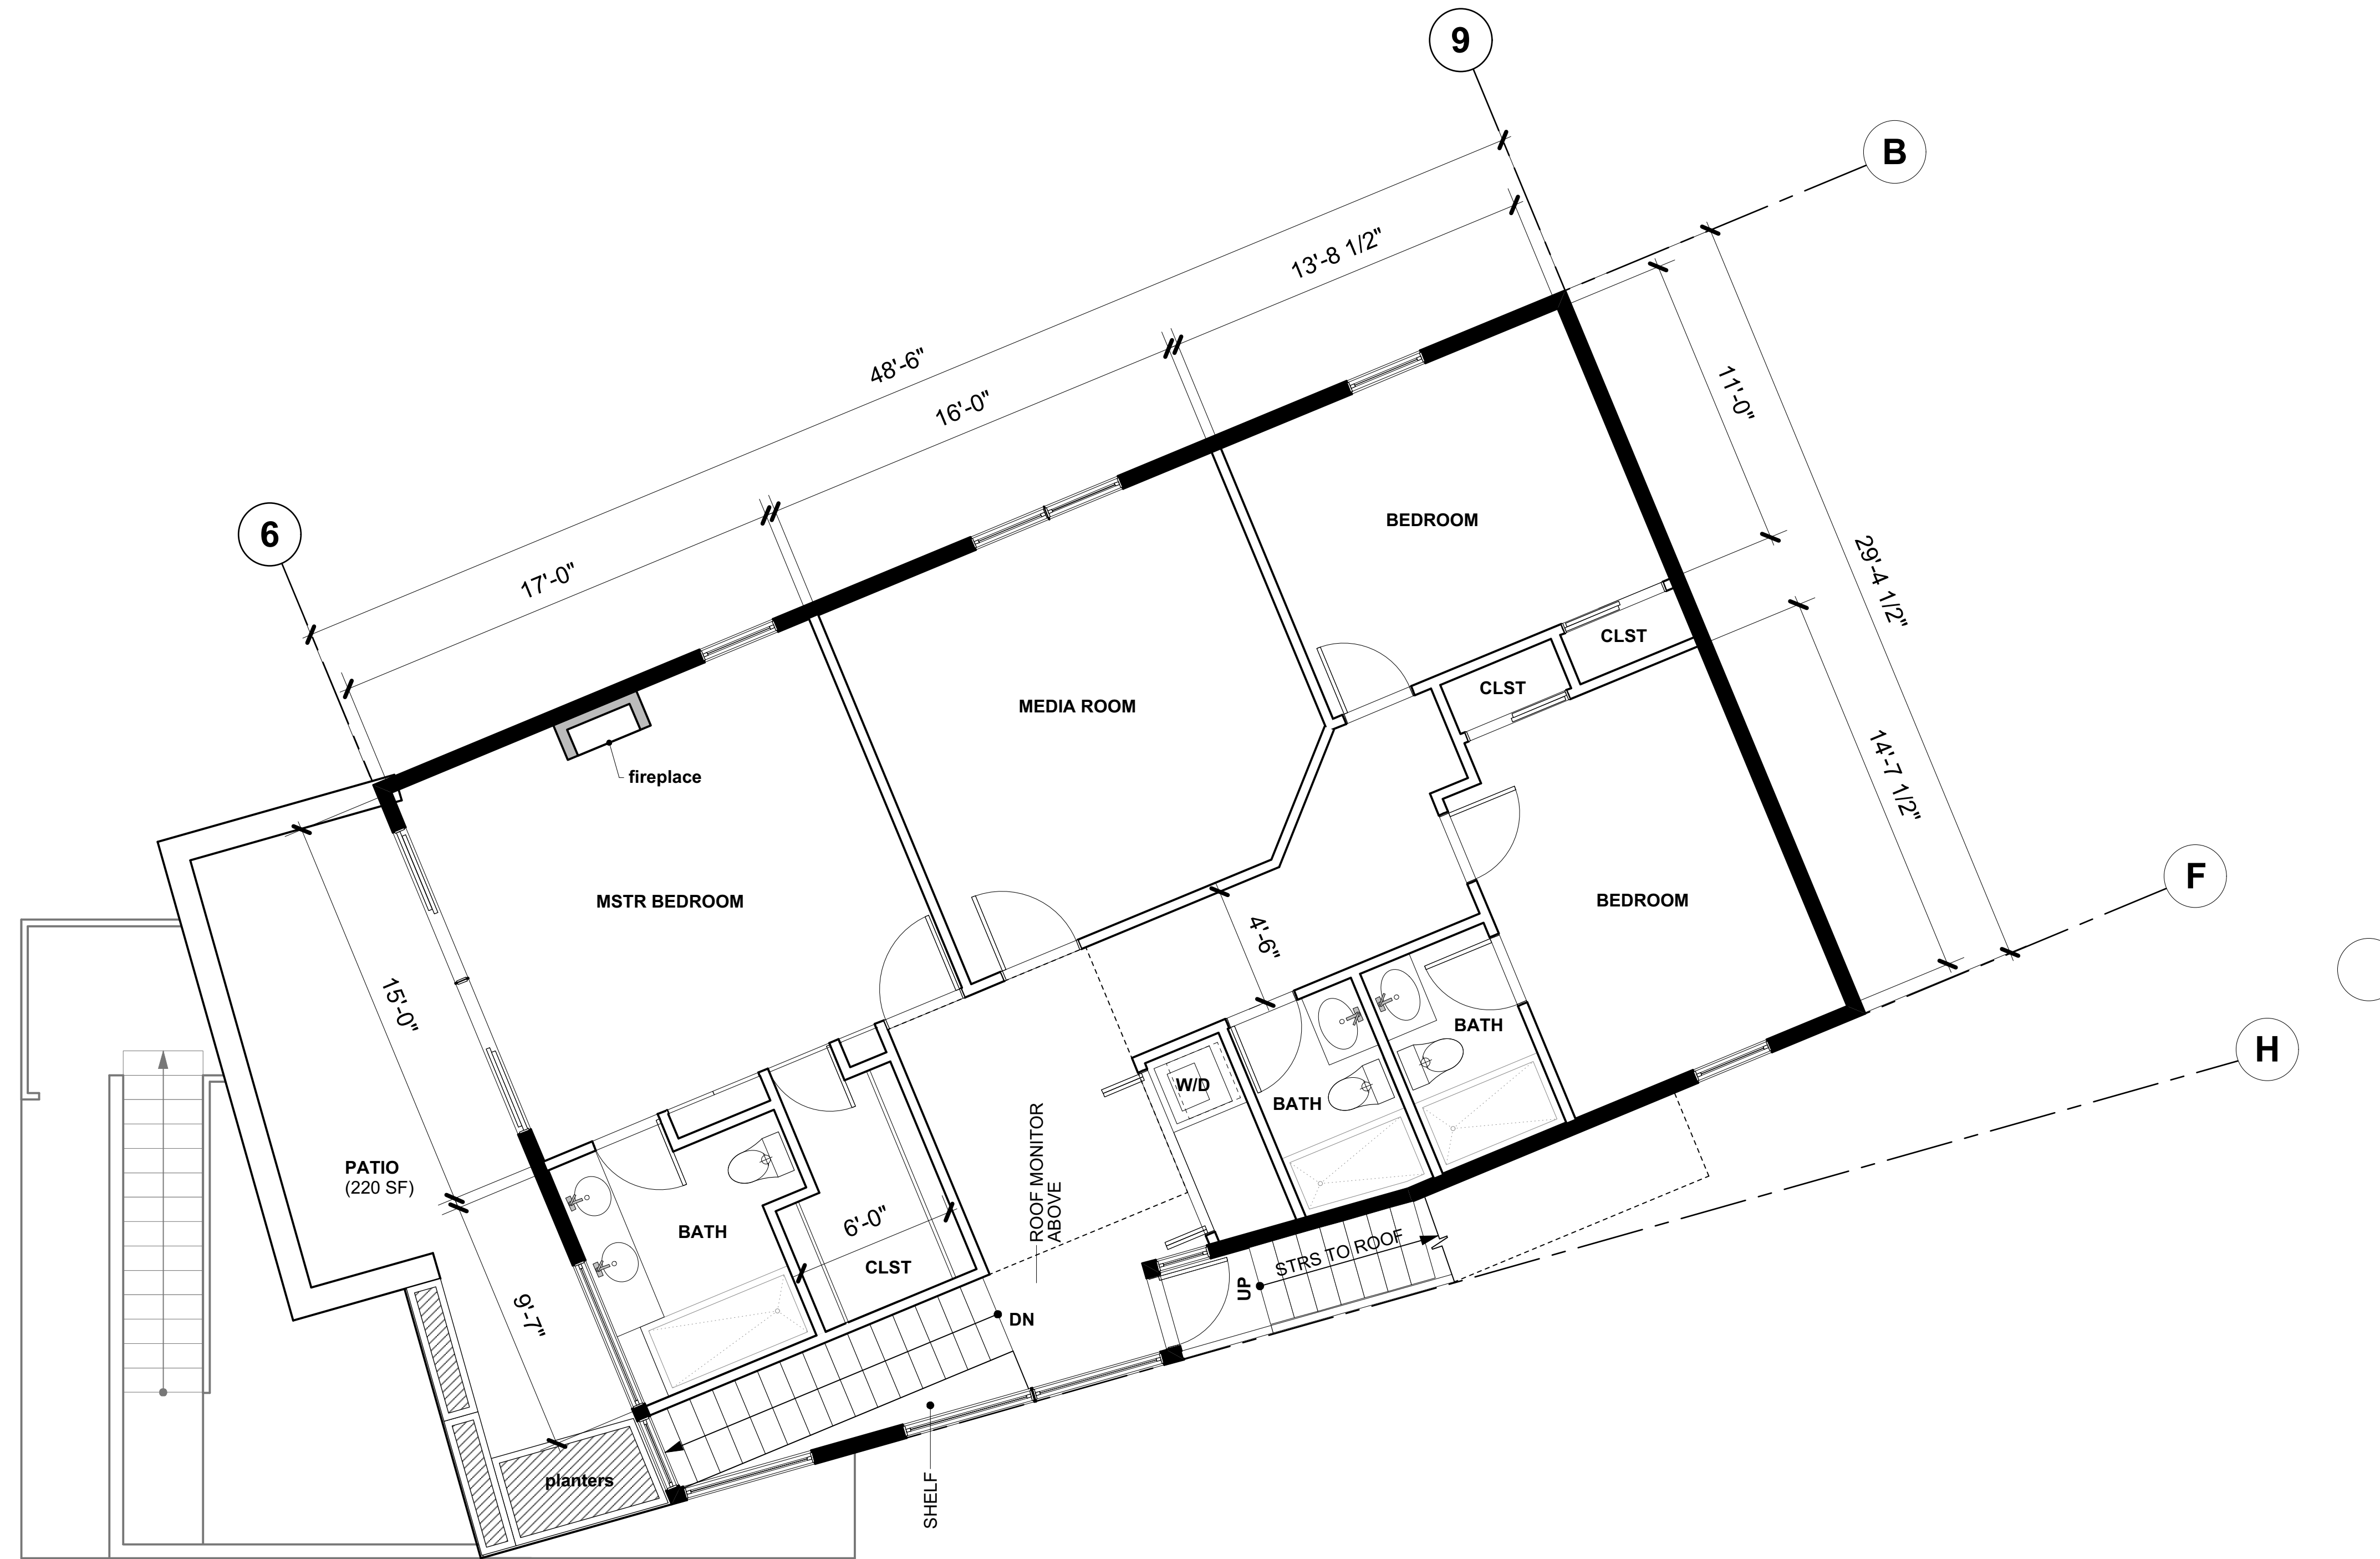 9
B
13'-8 1/2"
48'-6"
16'-0"
11'-0"
6
17'-0"
BEDROOM
29'-4 1/2"
CLST
CLST
MEDIA ROOM
fireplace
14'-7 1/2"
MSTR BEDROOM
BEDROOM
F
4'-6"
15'-0"
BATH
H
W/D
BATH
ROOF MONITOR
ABOVE
PATIO
(220 SF)
BATH
6'-0"
CLST
STRS TO ROOF
UP
9'-7"
DN
planters
SHELF